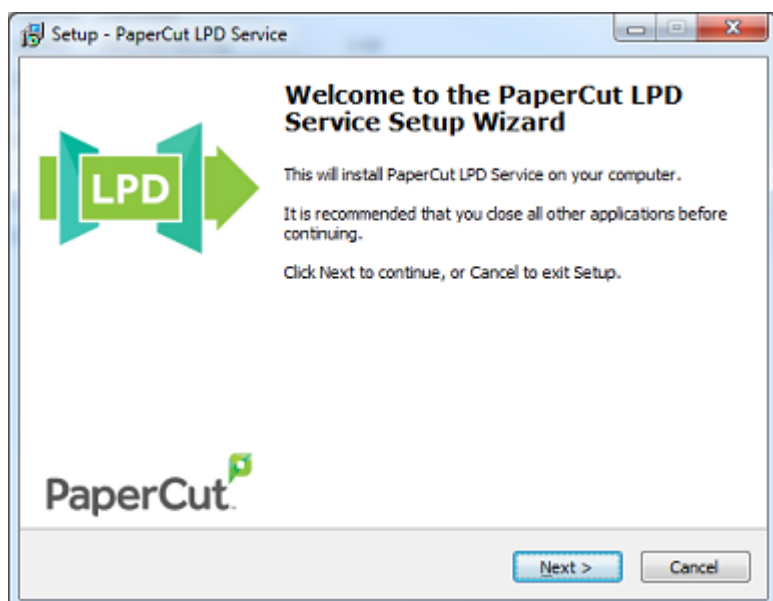 Setup - PaperCut LPD Service
Welcome to the PaperCut LPD
Service Setup Wizard
LPD
This will install PaperCut LPD Service on your computer.
It is recommended that you close all other applications before
continuing.
Click Next to continue, or Cancel to exit Setup.
PaperCut
Next >
Cancel